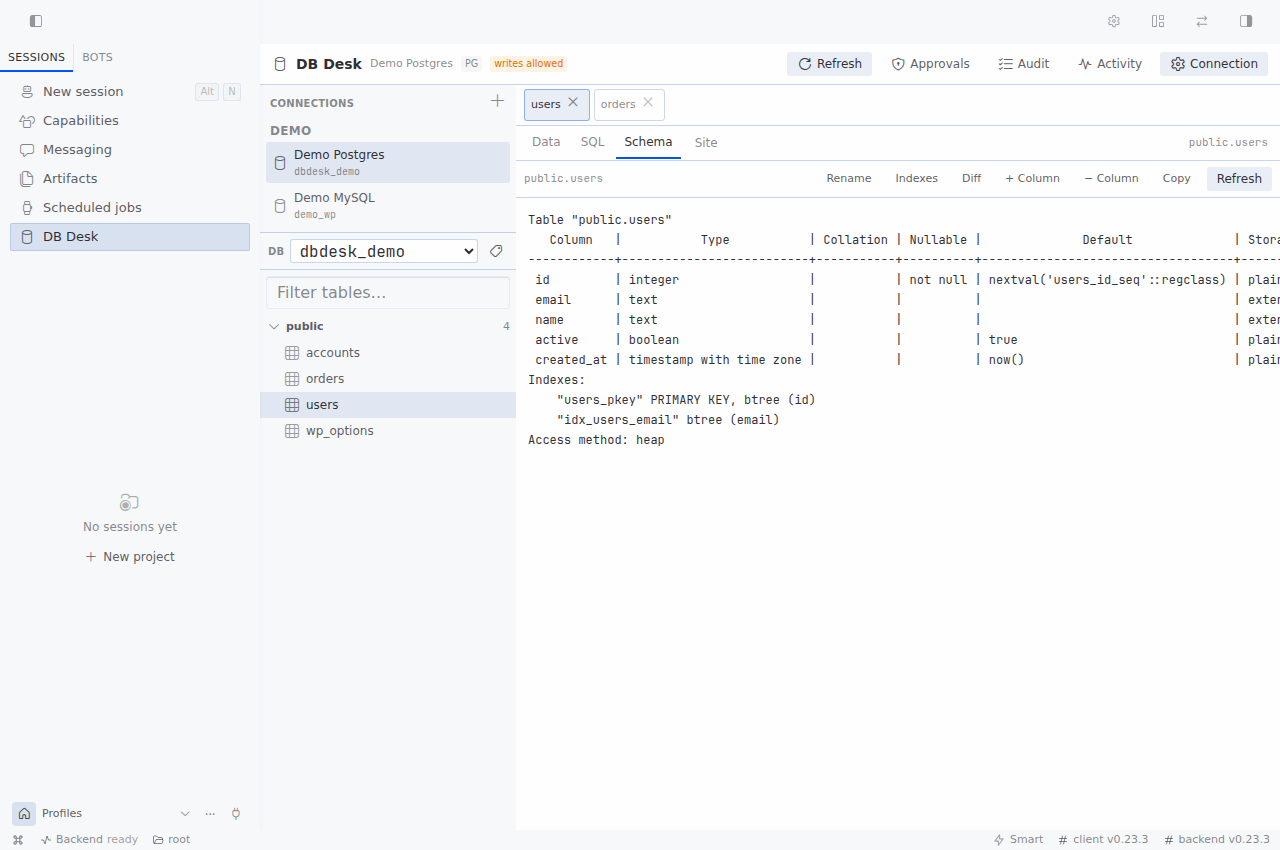 SESSIONS BOTS
New session Alt N
Capabilities
Messaging
Artifacts
Scheduled jobs
DB Desk
No sessions yet
New project
Profiles
DB Desk Demo Postgres PG writes allowed Refresh Approvals Audit Activity Connection
CONNECTIONS
DEMO
Demo Postgres
dbdesk_demo
Demo MySQL
demo_wp
DB dbdesk_demo
Filter tables...
public 4
accounts
orders
users
wp_options
users orders
Data SQL Schema Site public.users
public.users Rename Indexes Diff + Column − Column Copy Refresh
Table "public.users"
Column | Type | Collation | Nullable | Default | Stora
------------+--------------------------+-----------+----------+-----------------------------------+------
id | integer | | not null | nextval('users_id_seq'::regclass) | plain
email | text | | | | exten
name | text | | | | exten
active | boolean | | | true | plain
created_at | timestamp with time zone | | | now() | plain
Indexes:
"users_pkey" PRIMARY KEY, btree (id)
"idx_users_email" btree (email)
Access method: heap
Backend ready root Smart # client v0.23.3 # backend v0.23.3